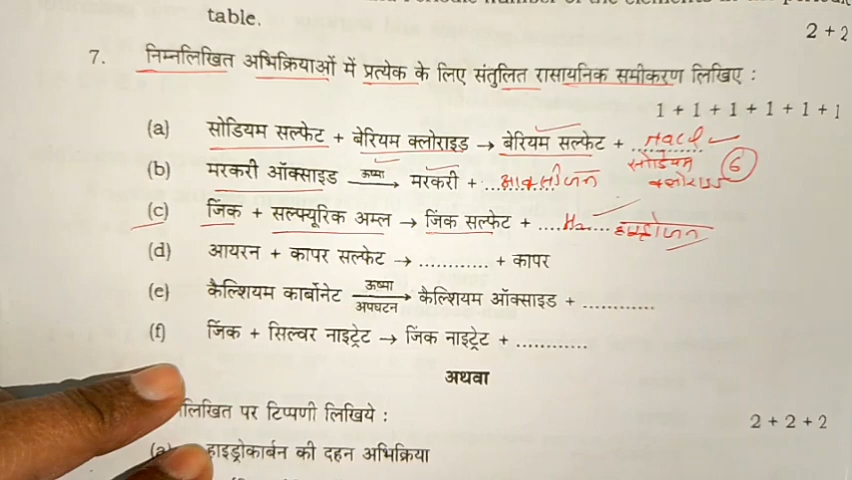 table.
2 + 2
7. निम्नलिखित अभिक्रियाओं में प्रत्येक के लिए संतुलित रासायनिक समीकरण लिखिए :
1 + 1 + 1 + 1 + 1 + 1
(a) सोडियम सल्फेट + बेरियम क्लोराइड → बेरियम सल्फेट + ........ NaCl
सोडियम क्लोराइड 6
(b) मरकरी ऑक्साइड ऊष्मा → मरकरी + ........ आक्सीजन
(c) जिंक + सल्फ्यूरिक अम्ल → जिंक सल्फेट + .... H₂ .... हाइड्रोजन
(d) आयरन + कापर सल्फेट → ............ + कापर
(e) कैल्शियम कार्बोनेट ऊष्मा → अपघटन कैल्शियम ऑक्साइड + ............
(f) जिंक + सिल्वर नाइट्रेट → जिंक नाइट्रेट + ............
अथवा
लिखित पर टिप्पणी लिखिये :
2 + 2 + 2
(a) हाइड्रोकार्बन की दहन अभिक्रिया